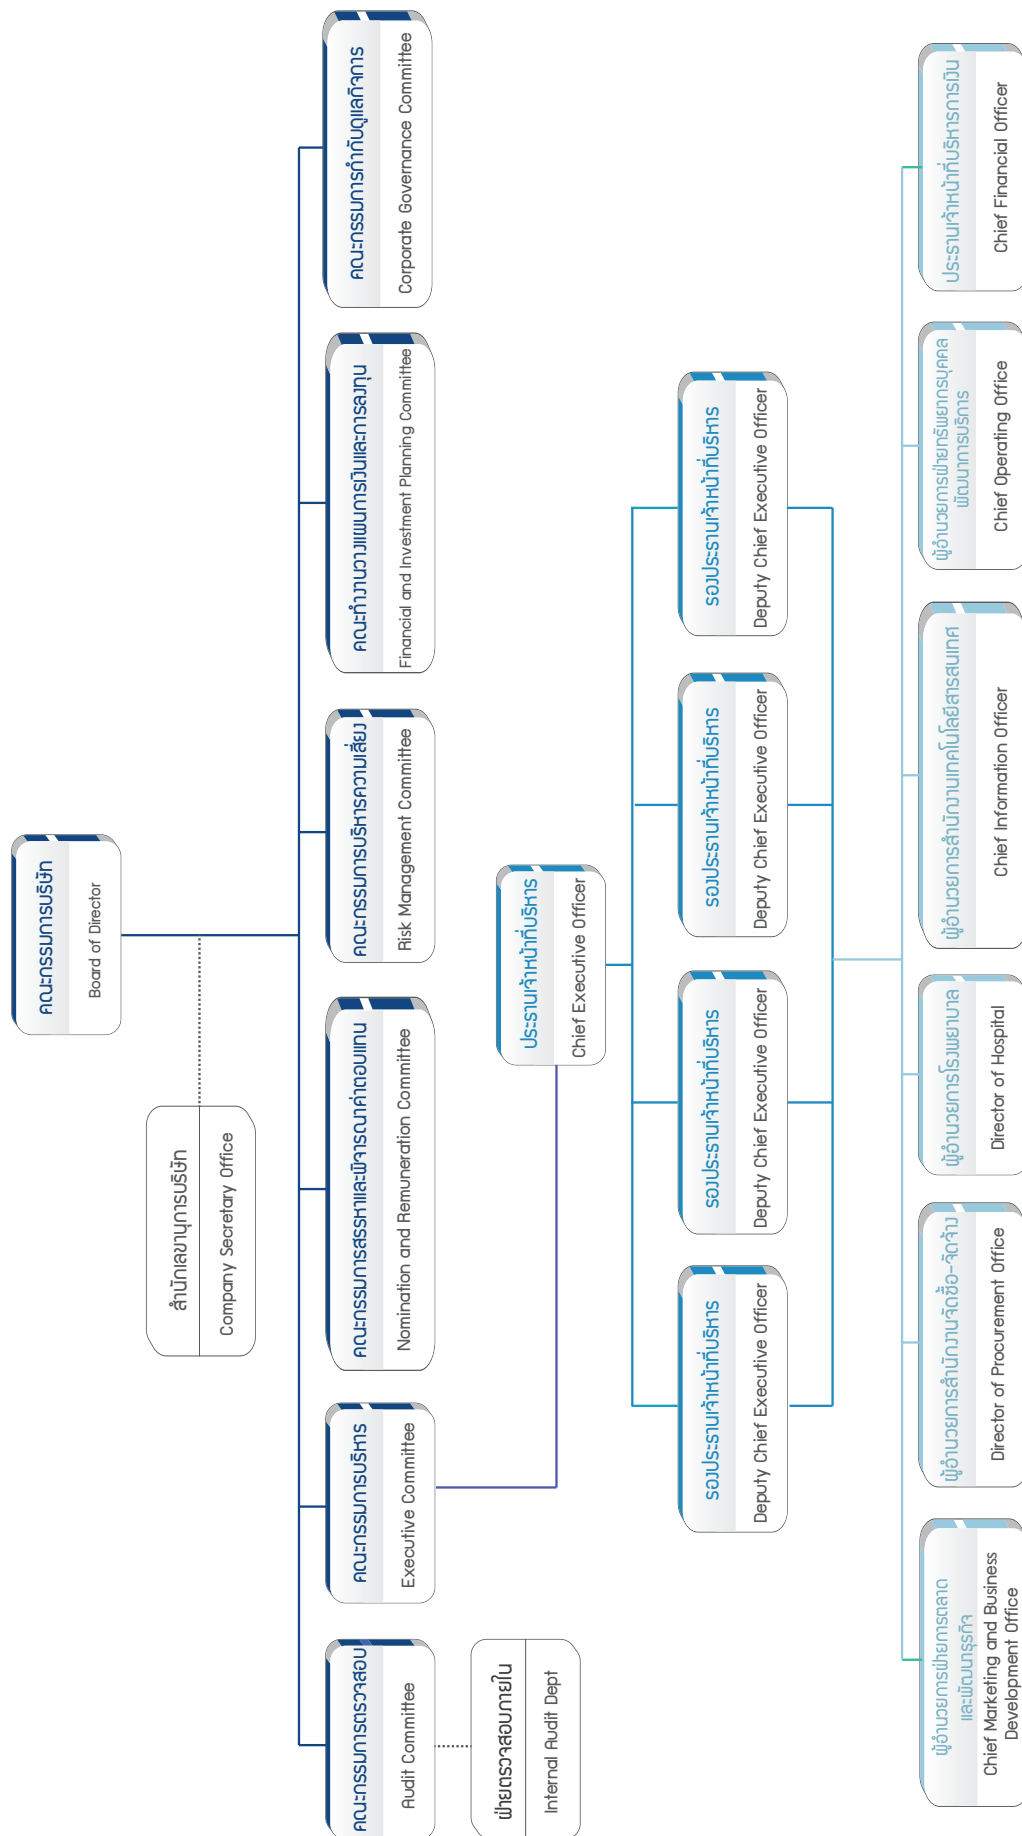 คณะกรรมการบริษัท
Board of Director
สำนักเลขานุการบริษัท
Company Secretary Office
คณะกรรมการตรวจสอบ
Audit Committee
คณะกรรมการบริหาร
Executive Committee
คณะกรรมการสรรหาและพิจารณาค่าตอบแทน
Nomination and Remuneration Committee
คณะกรรมการบริหารความเสี่ยง
Risk Management Committee
คณะทำงานวางแผนการเงินและการลงทุน
Financial and Investment Planning Committee
คณะกรรมการกำกับดูแลกิจการ
Corporate Governance Committee
ฝ่ายตรวจสอบภายใน
Internal Audit Dept
ประธานเจ้าหน้าที่บริหาร
Chief Executive Officer
รองประธานเจ้าหน้าที่บริหาร
Deputy Chief Executive Officer
รองประธานเจ้าหน้าที่บริหาร
Deputy Chief Executive Officer
รองประธานเจ้าหน้าที่บริหาร
Deputy Chief Executive Officer
รองประธานเจ้าหน้าที่บริหาร
Deputy Chief Executive Officer
ผู้อำนวยการฝ่ายการตลาด
และพัฒนาธุรกิจ
Chief Marketing and Business
Development Office
ผู้อำนวยการสำนักงานจัดซื้อ-จัดจ้าง
Director of Procurement Office
ผู้อำนวยการโรงพยาบาล
Director of Hospital
ผู้อำนวยการสำนักงานเทคโนโลยีสารสนเทศ
Chief Information Officer
ผู้อำนวยการฝ่ายทรัพยากรบุคคล
พัฒนาการบริการ
Chief Operating Office
ประธานเจ้าหน้าที่บริหารการเงิน
Chief Financial Officer